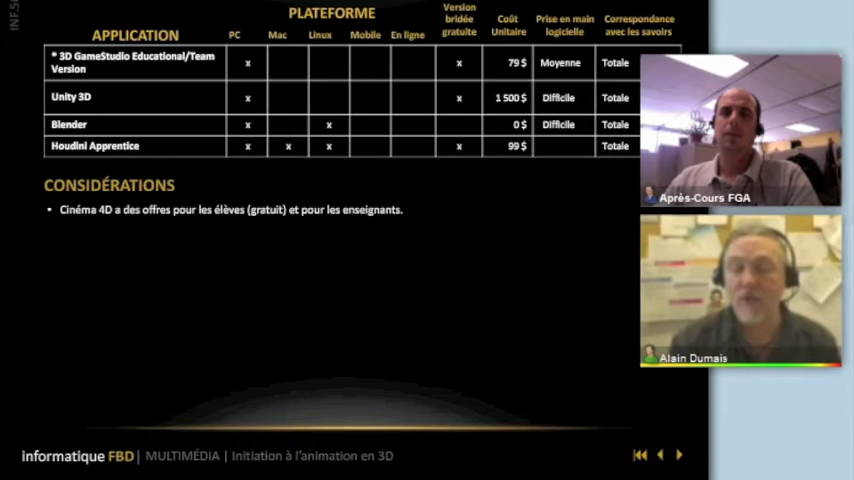 PLATEFORME
APPLICATION PC Mac Linux Mobile En ligne Version bridée gratuite Coût Unitaire Prise en main logicielle Correspondance avec les savoirs
* 3D GameStudio Educational/Team Version x x 79 $ Moyenne Totale
Unity 3D x x 1 500 $ Difficile Totale
Blender x x 0 $ Difficile Totale
Houdini Apprentice x x x x 99 $ Totale
CONSIDÉRATIONS
• Cinéma 4D a des offres pour les élèves (gratuit) et pour les enseignants.
Après-Cours FGA
Alain Dumais
informatique FBD | MULTIMÉDIA | Initiation à l'animation en 3D